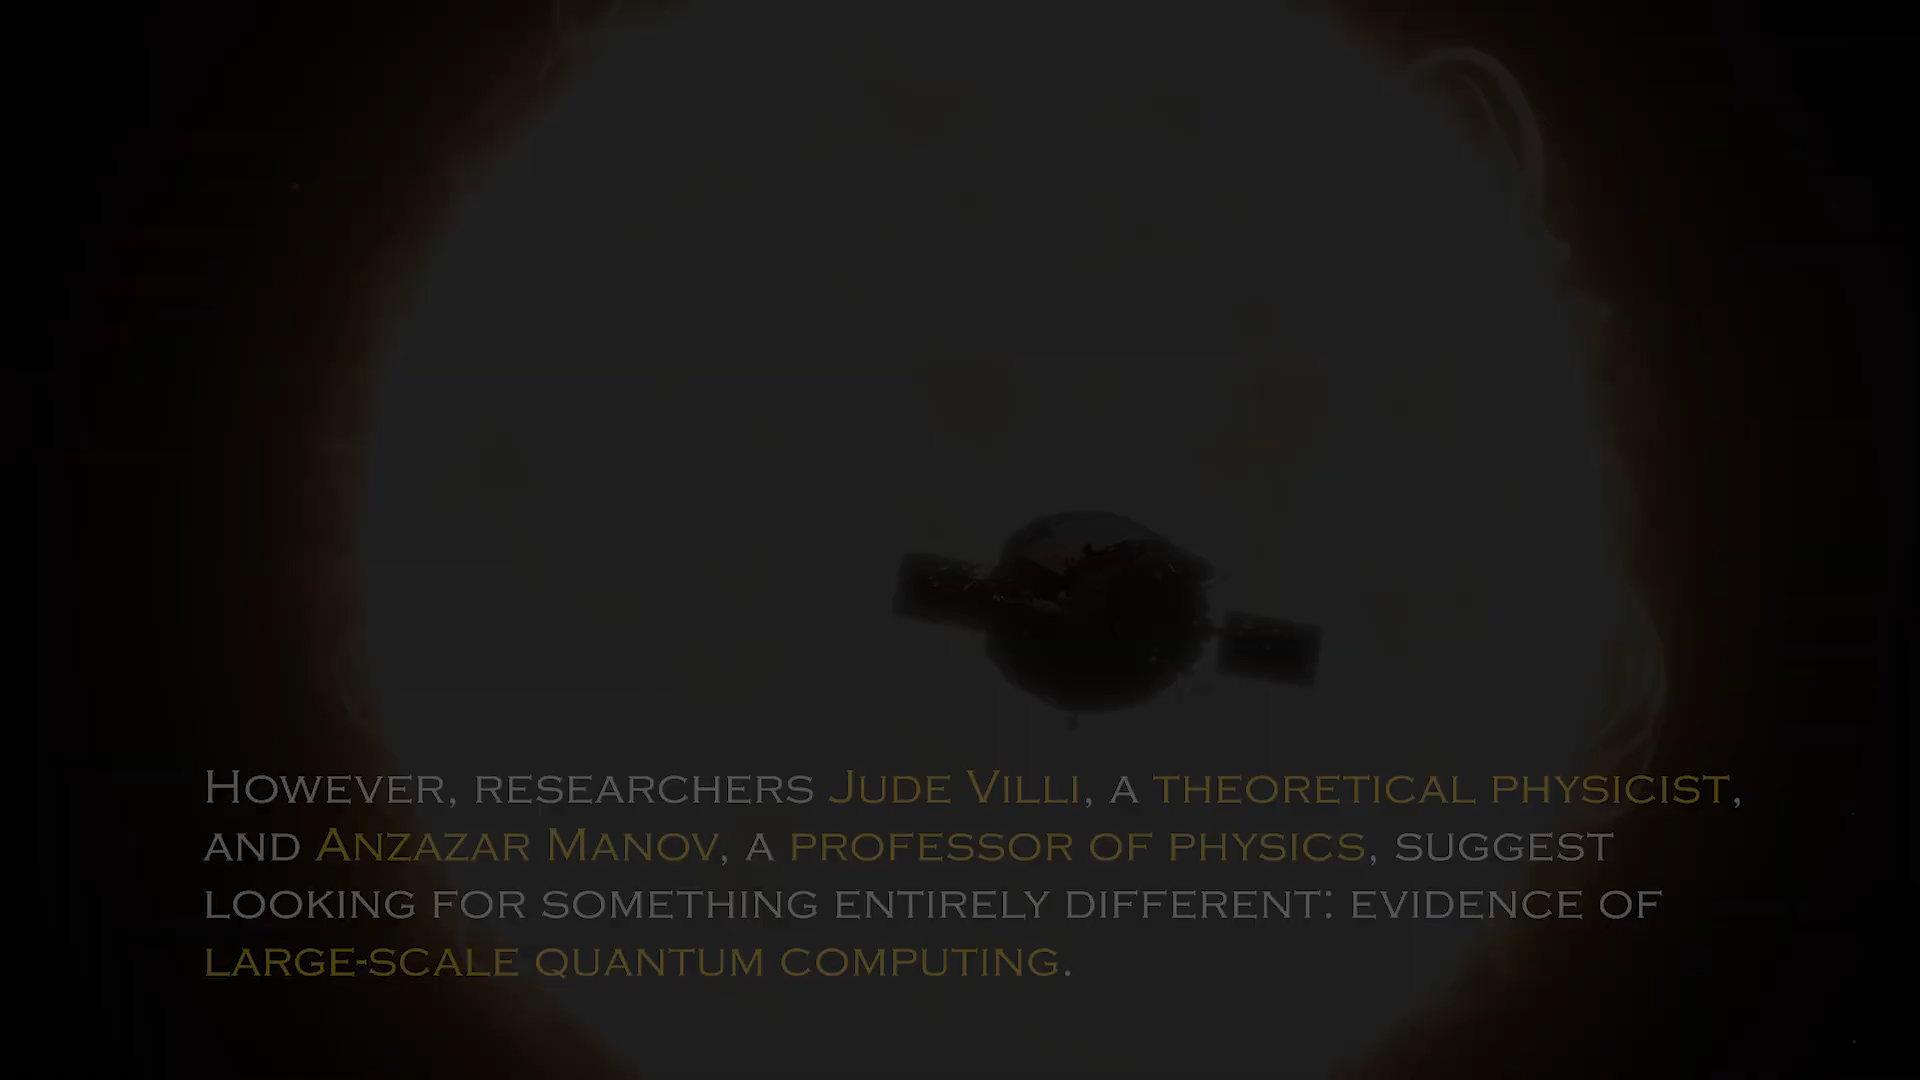 However, researchers Jude Villi, a theoretical physicist,
and Anzazar Manov, a professor of physics, suggest
looking for something entirely different: evidence of
large-scale quantum computing.